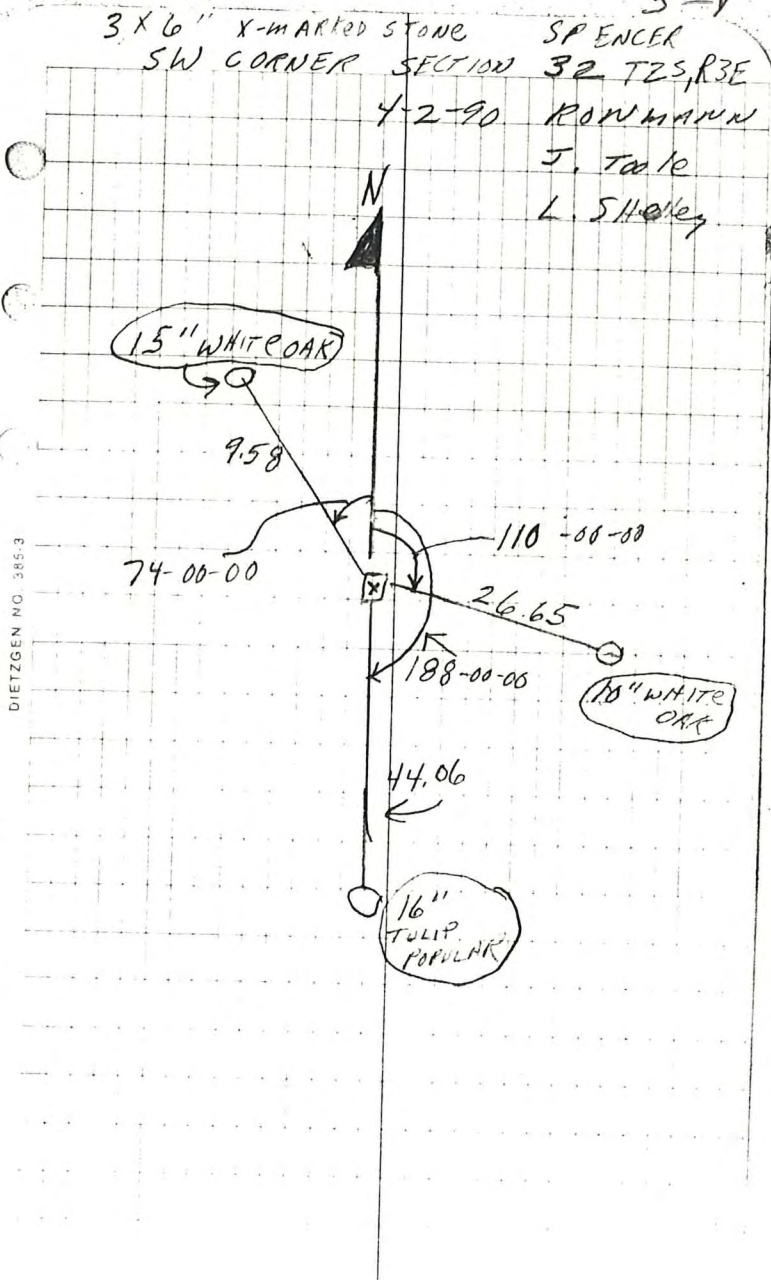 3 X 6" X-MARKED STONE SPENCER
SW CORNER SECTION 32 T2S, R3E
4-2-90 ROWMANN
J. Toole
L. SHelley
N
15" WHITE OAK
9.58
74-00-00
110-00-00
26.65
188-00-00
10" WHITE
OAK
44.06
16"
TULIP
POPULAR
X
DIETZGEN NO. 385-3